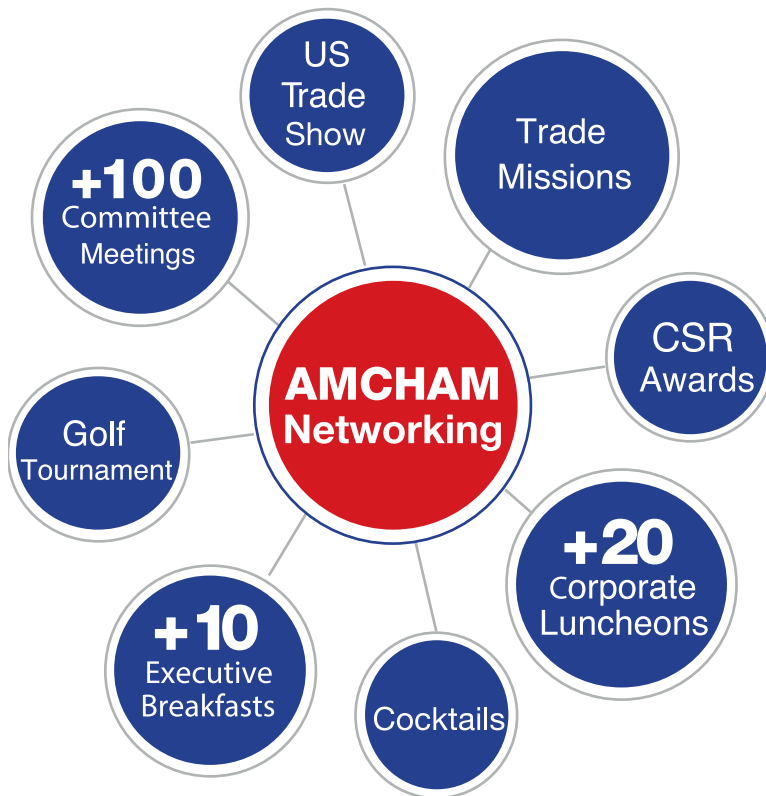 US
Trade
Show
Trade
Missions
+100
Committee
Meetings
CSR
Awards
AMCHAM
Networking
Golf
Tournament
+20
Corporate
Luncheons
+10
Executive
Breakfasts
Cocktails